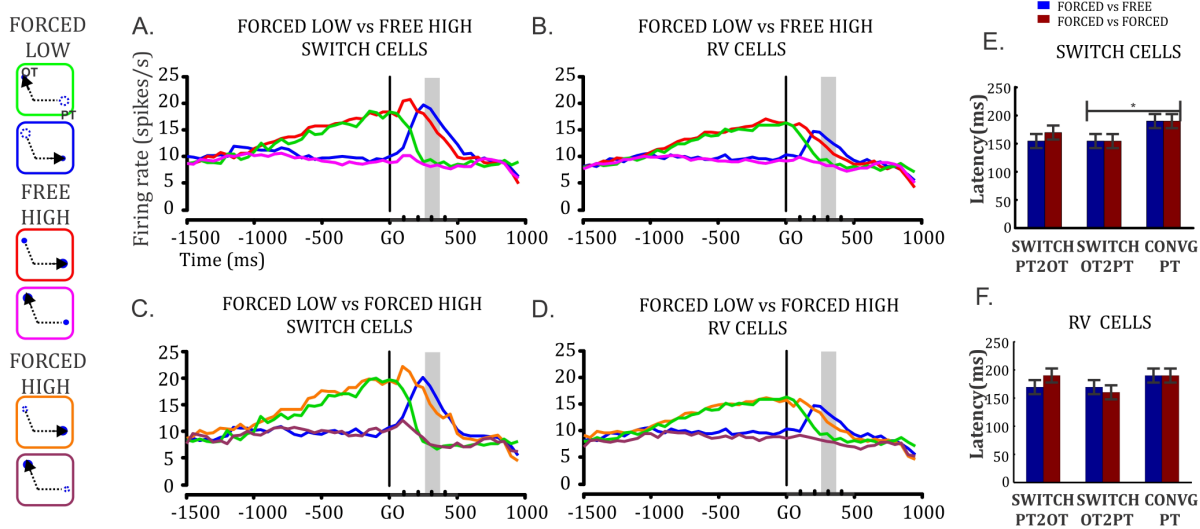 FORCED
LOW
OT
PT
FREE
HIGH
FORCED
HIGH
A.
FORCED LOW vs FREE HIGH
SWITCH CELLS
Firing rate (spikes/s)
25
20
15
10
5
0
-1500 -1000 -500 GO 500 1000
Time (ms)
B.
FORCED LOW vs FREE HIGH
RV CELLS
25
20
15
10
5
0
-1500 -1000 -500 GO 500 1000
C.
FORCED LOW vs FORCED HIGH
SWITCH CELLS
25
20
15
10
5
0
-1500 -1000 -500 GO 500 1000
D.
FORCED LOW vs FORCED HIGH
RV CELLS
25
20
15
10
5
0
-1500 -1000 -500 GO 500 1000
FORCED vs FREE
FORCED vs FORCED
E.
SWITCH CELLS
*
Latency(ms)
250
200
150
100
50
0
SWITCH SWITCH CONVG
PT2OT OT2PT PT
F.
RV CELLS
Latency(ms)
250
200
150
100
50
0
SWITCH SWITCH CONVG
PT2OT OT2PT PT